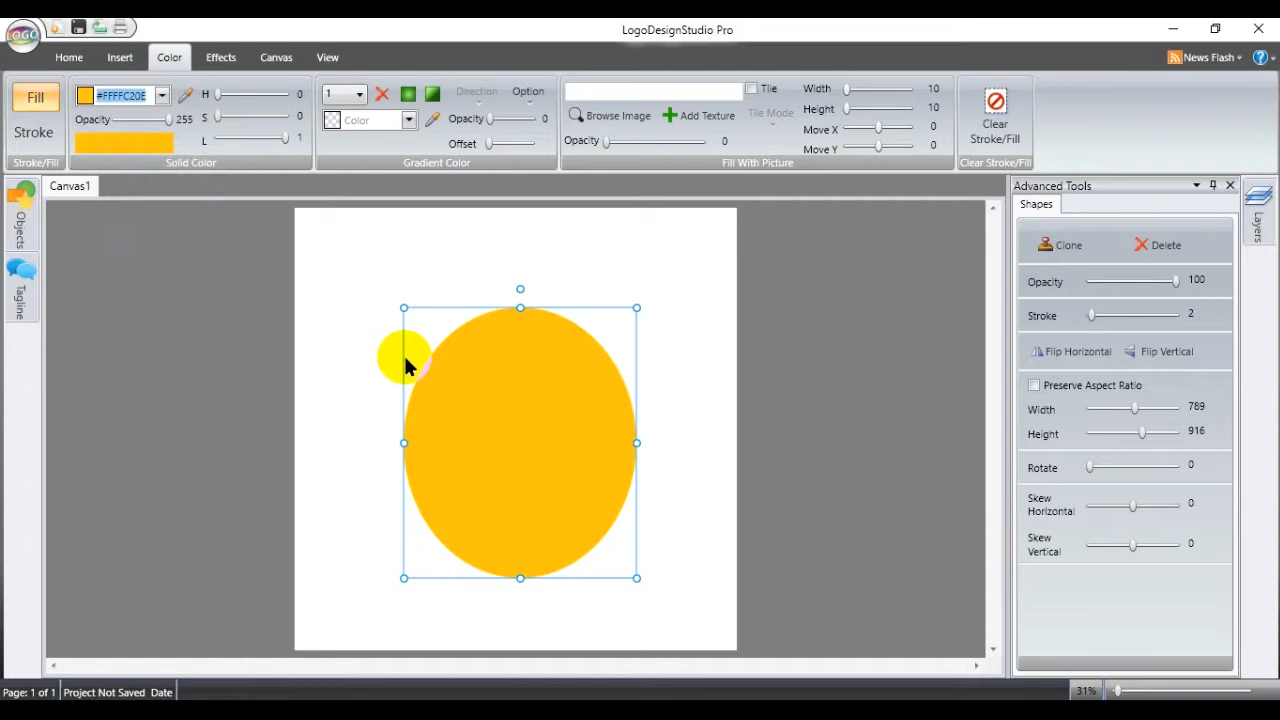 LogoDesignStudio Pro
LOGO
Home Insert Color Effects Canvas View
News Flash
Fill
Stroke
Stroke/Fill
#FFFFC20E
Opacity 255
H 0
S 0
L 1
Solid Color
1
Direction
Option
Color
Opacity 0
Offset
Gradient Color
Tile
Browse Image
Add Texture
Tile Mode
Opacity 0
Width 10
Height 10
Move X 0
Move Y 0
Fill With Picture
Clear
Stroke/Fill
Clear Stroke/Fill
Canvas1
Objects
Tagline
Advanced Tools
Shapes
Clone
Delete
Opacity 100
Stroke 2
Flip Horizontal
Flip Vertical
Preserve Aspect Ratio
Width 789
Height 916
Rotate 0
Skew
Horizontal 0
Skew
Vertical 0
Layers
Page: 1 of 1
Project Not Saved
Date
31%